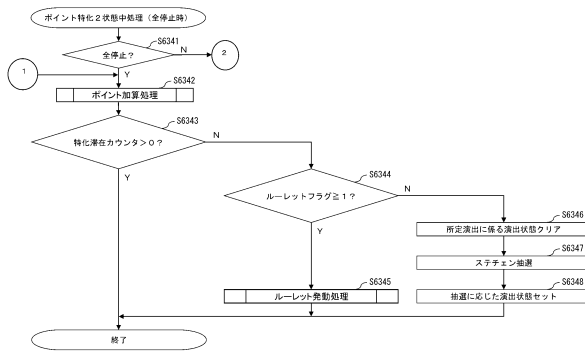 ポイント特化2状態中処理（全停止時）
S6341
全停止？
N
2
1
Y
S6342
ポイント加算処理
S6343
特化滞在カウンタ＞0？
N
Y
S6344
ルーレットフラグ≧1？
N
Y
S6346
所定演出に係る演出状態クリア
S6347
ステチェン抽選
S6345
S6348
ルーレット発動処理
抽選に応じた演出状態セット
終了